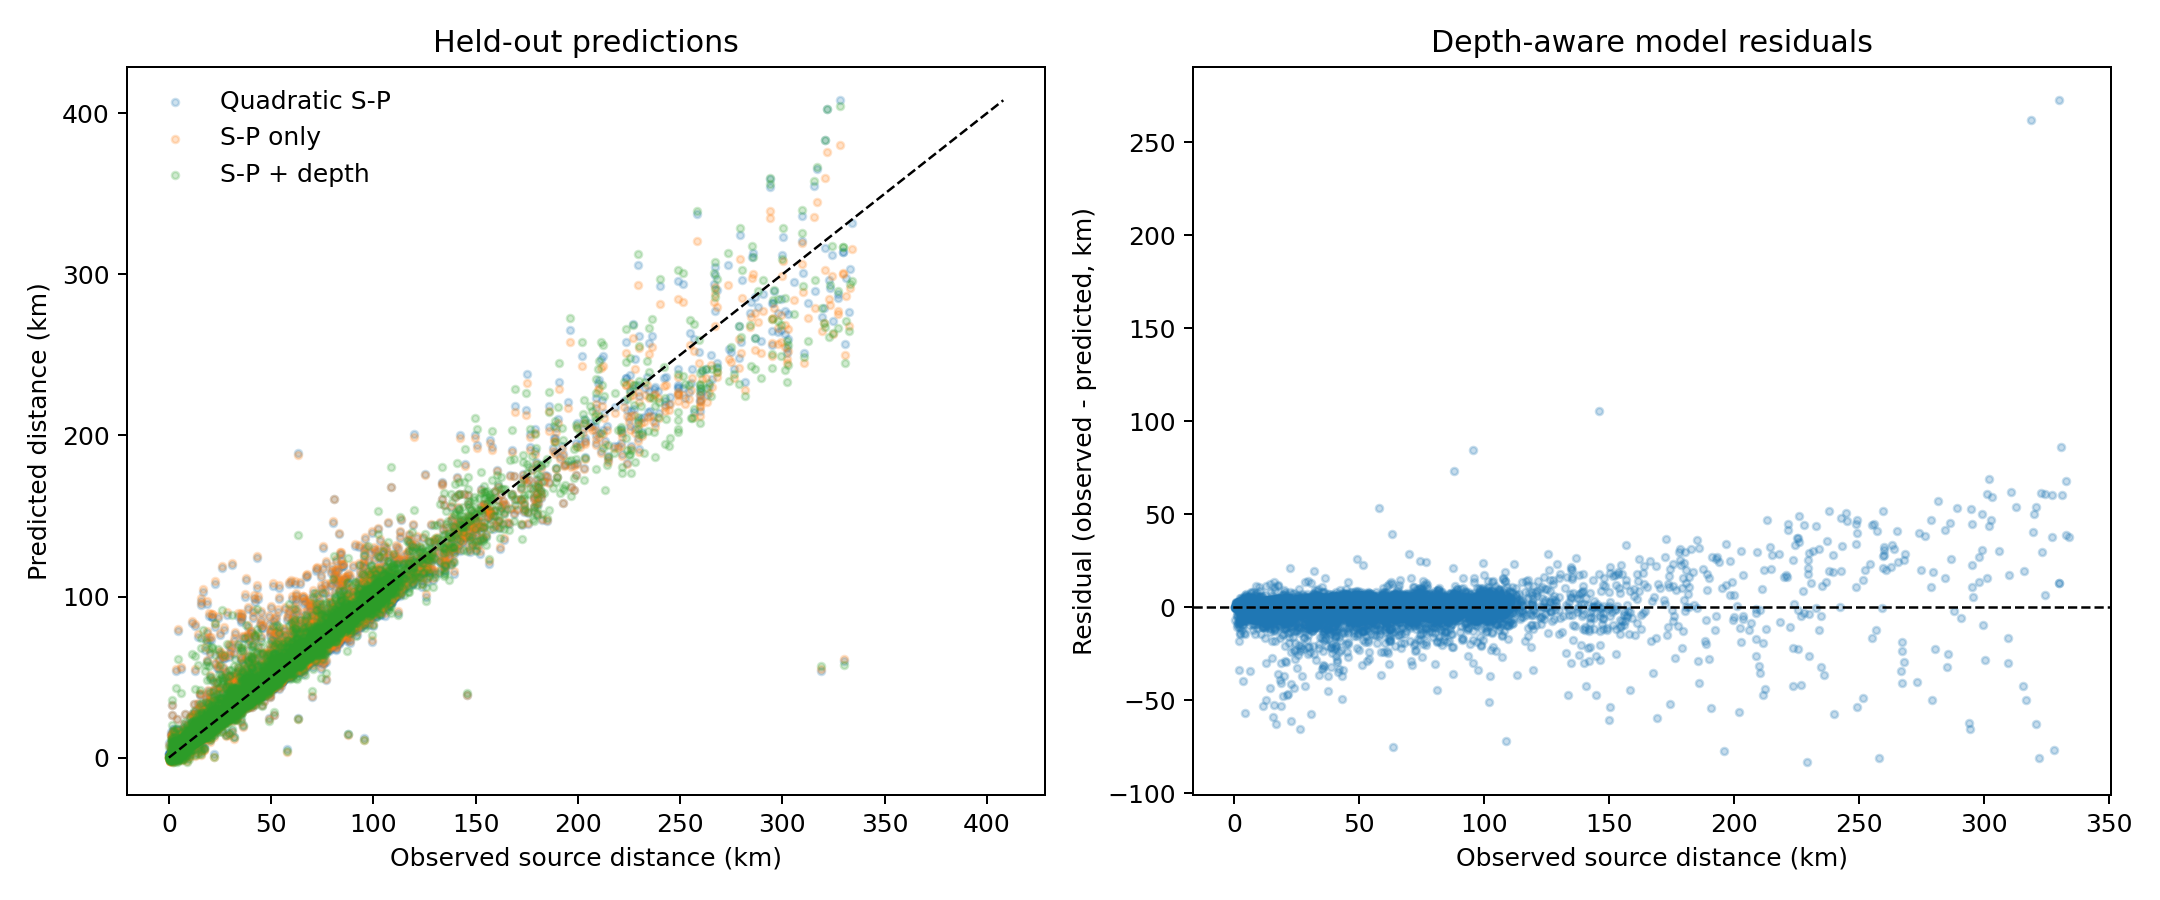 Held-out predictions
Quadratic S-P
S-P only
S-P + depth
400
300
200
100
0
Predicted distance (km)
0 50 100 150 200 250 300 350 400
Observed source distance (km)
Depth-aware model residuals
250
200
150
100
50
0
−50
−100
Residual (observed - predicted, km)
0 50 100 150 200 250 300 350
Observed source distance (km)